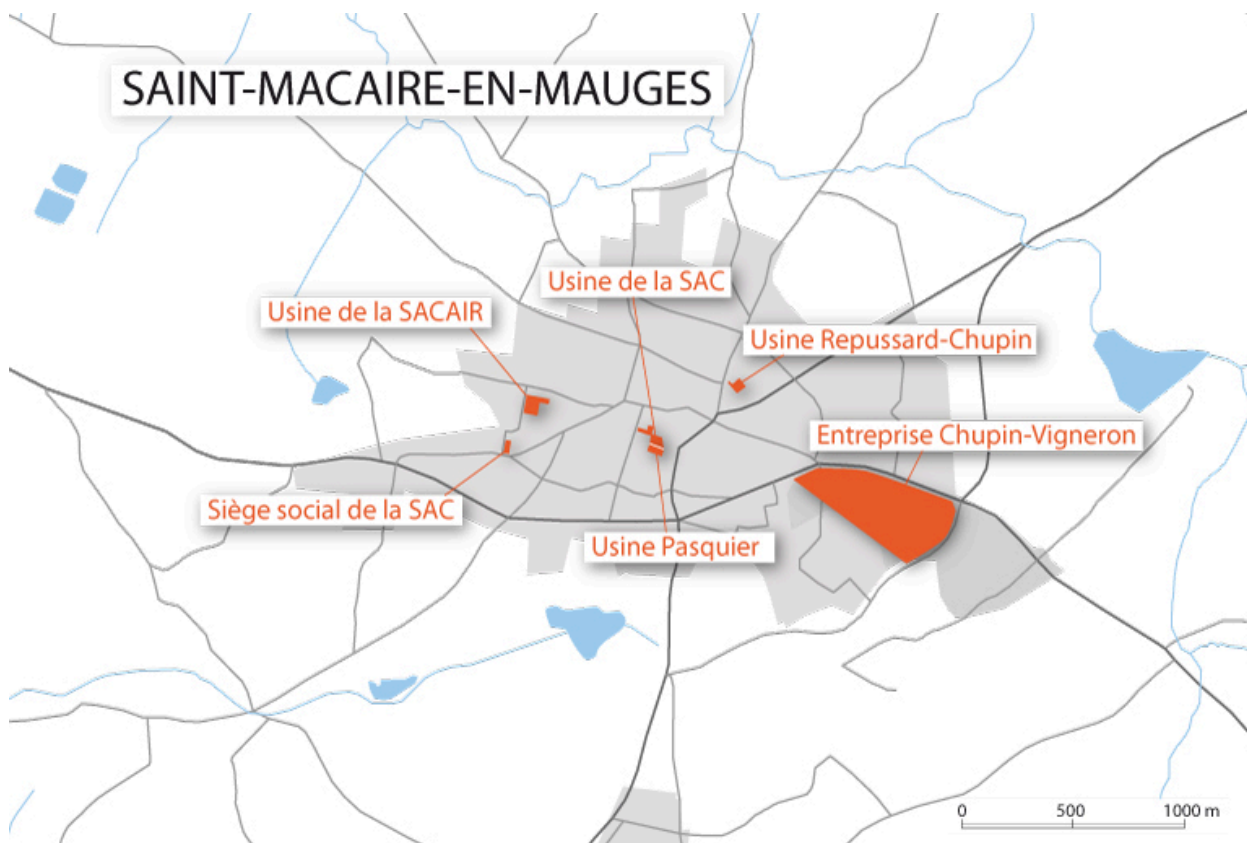 SAINT-MACAIRE-EN-MAUGES
Usine de la SAC
Usine de la SACAIR
Usine Repussard-Chupin
Entreprise Chupin-Vigneron
Siège social de la SAC
Usine Pasquier
0 500 1000 m